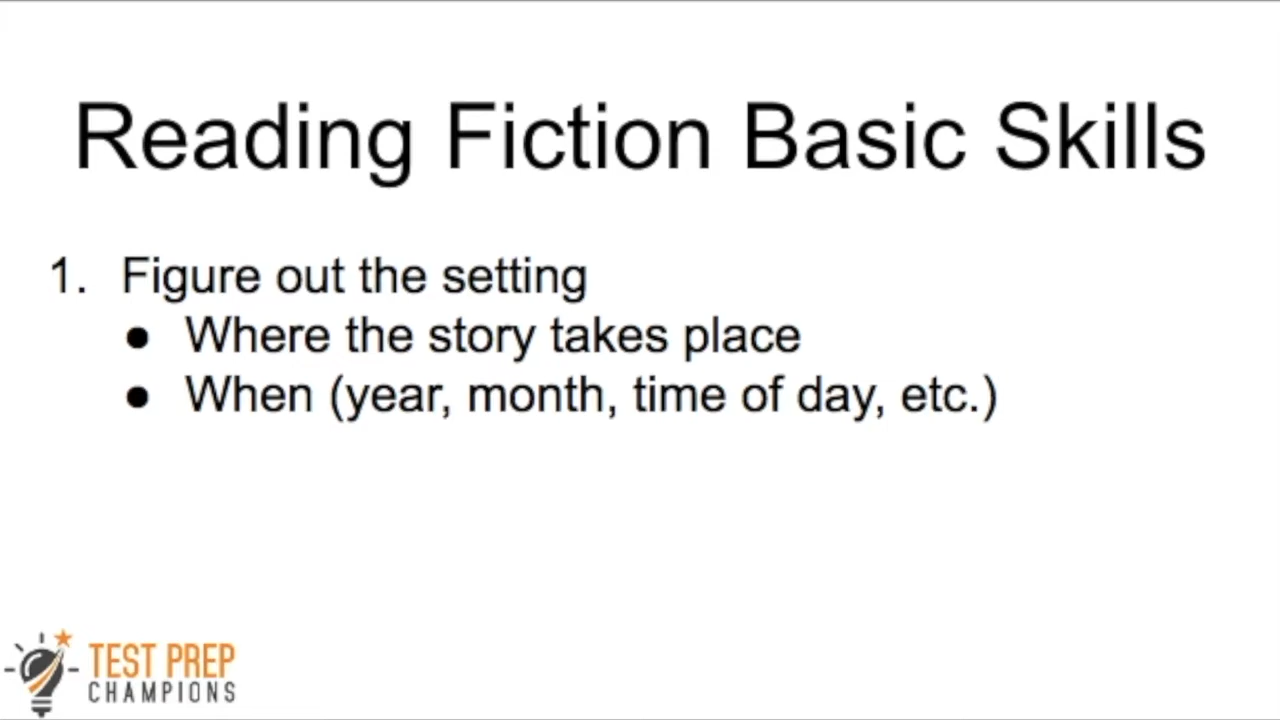 Reading Fiction Basic Skills
1. Figure out the setting
● Where the story takes place
● When (year, month, time of day, etc.)
TEST PREP
CHAMPIONS